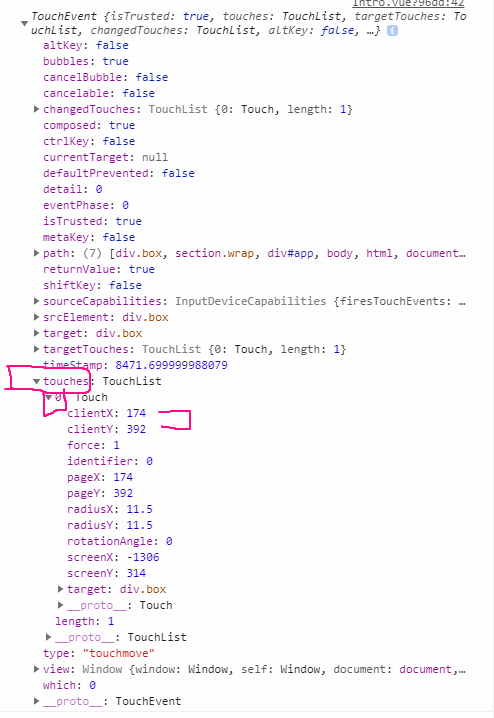 Intro.vue?96dd:42
TouchEvent {isTrusted: true, touches: TouchList, targetTouches: To
uchList, changedTouches: TouchList, altKey: false, …} i
altKey: false
bubbles: true
cancelBubble: false
cancelable: false
changedTouches: TouchList {0: Touch, length: 1}
composed: true
ctrlKey: false
currentTarget: null
defaultPrevented: false
detail: 0
eventPhase: 0
isTrusted: true
metaKey: false
path: (7) [div.box, section.wrap, div#app, body, html, document…
returnValue: true
shiftKey: false
sourceCapabilities: InputDeviceCapabilities {firesTouchEvents: …
srcElement: div.box
target: div.box
targetTouches: TouchList {0: Touch, length: 1}
timeStamp: 8471.699999988079
touches: TouchList
0: Touch
clientX: 174
clientY: 392
force: 1
identifier: 0
pageX: 174
pageY: 392
radiusX: 11.5
radiusY: 11.5
rotationAngle: 0
screenX: -1306
screenY: 314
target: div.box
__proto__: Touch
length: 1
__proto__: TouchList
type: "touchmove"
view: Window {window: Window, self: Window, document: document,…
which: 0
__proto__: TouchEvent